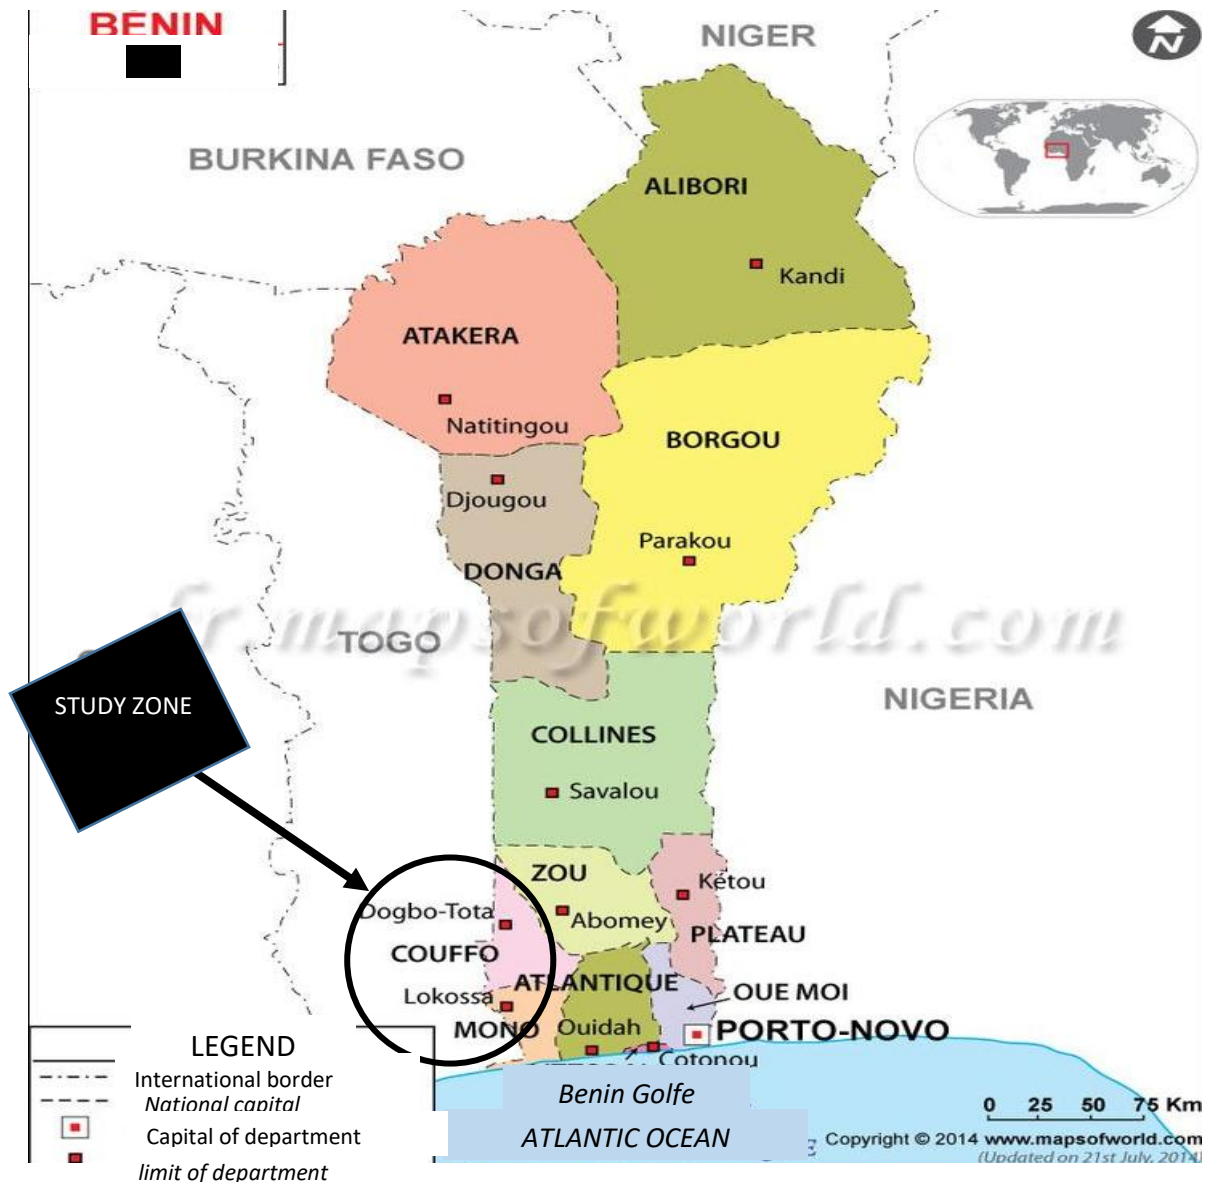 BENIN
NIGER
N
BURKINA FASO
ALIBORI
Kandi
ATAKERA
Natitingou
BORGOU
Djougou
Parakou
DONGA
fr.mapsofworld.com
TOGO
STUDY ZONE
NIGERIA
COLLINES
Savalou
ZOU
Kétou
Dogbo-Tota
Abomey
PLATEAU
COUFFO
ATLANTIQUE
Lokossa
OUE MOI
MONO
Ouidah
PORTO-NOVO
Cotonou
LEGEND
International border
National capital
Capital of department
limit of department
Benin Golfe
ATLANTIC OCEAN
0 25 50 75 Km
Copyright © 2014 www.mapsofworld.com
(Updated on 21st July, 2014)